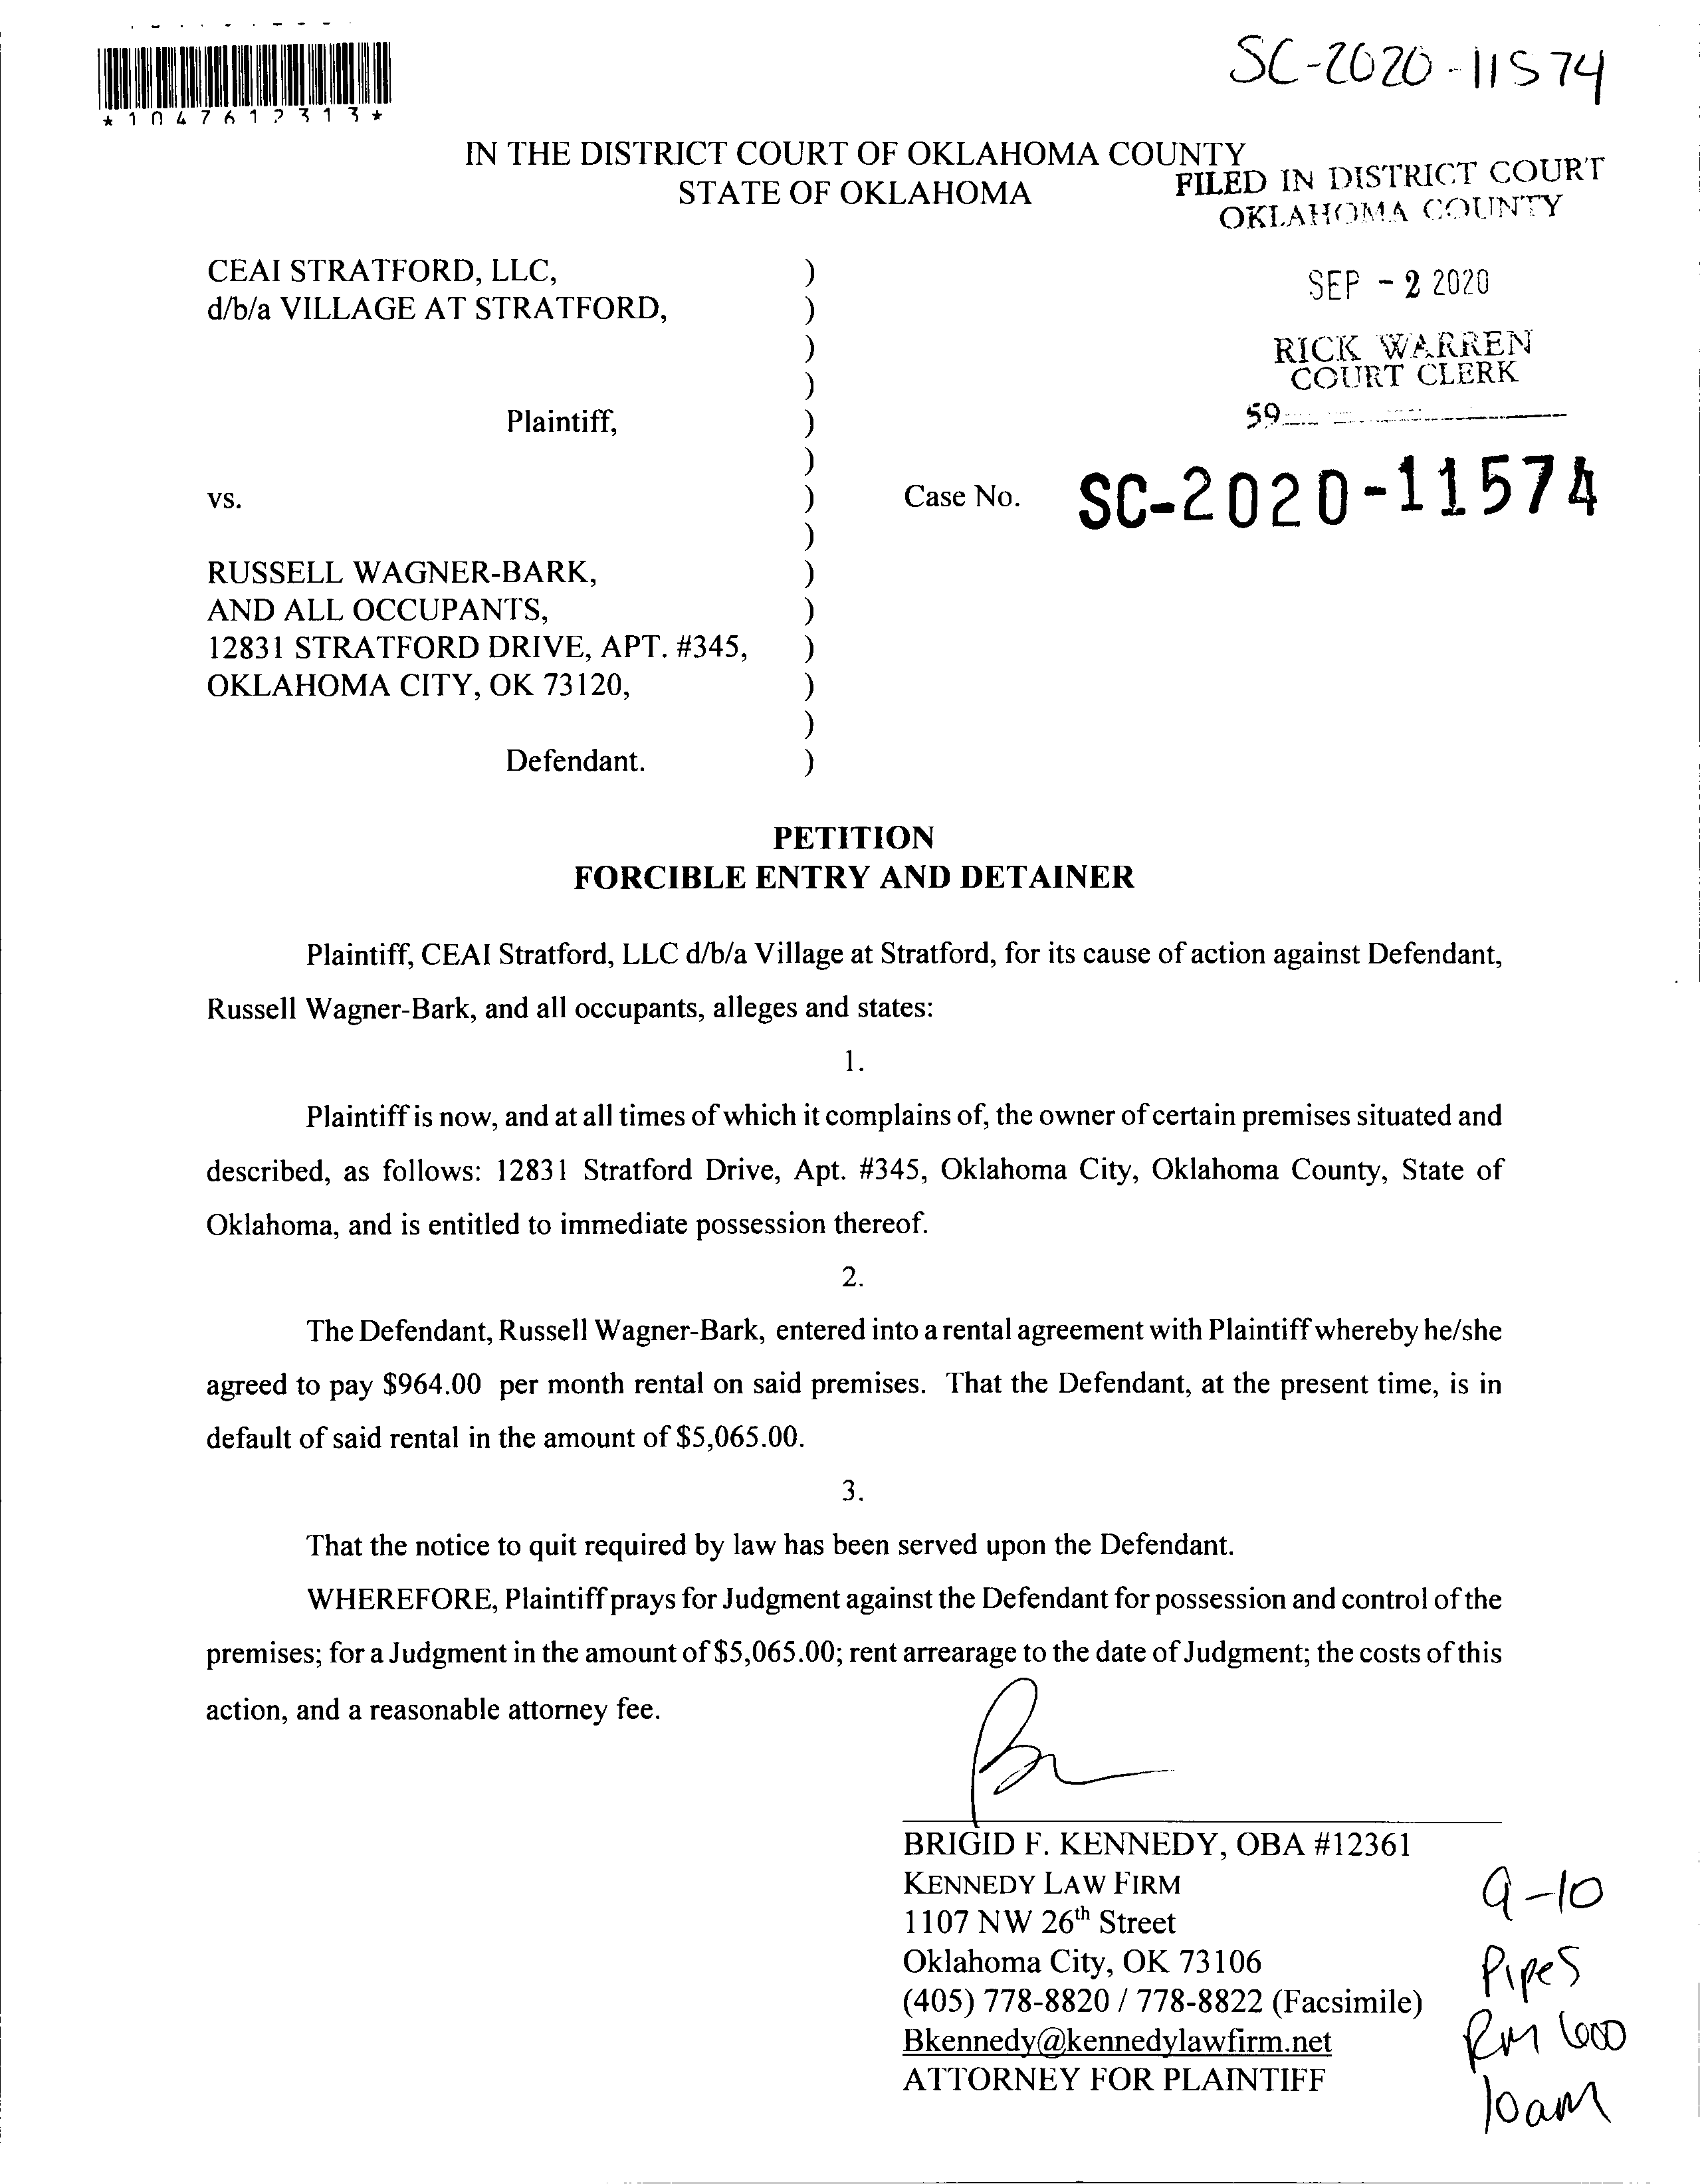 SC-2020-11574
*1047612313*
IN THE DISTRICT COURT OF OKLAHOMA COUNTY
STATE OF OKLAHOMA
FILED IN DISTRICT COURT
OKLAHOMA COUNTY
CEAI STRATFORD, LLC, )
d/b/a VILLAGE AT STRATFORD, )
SEP - 2 2020
)
)
RICK WARREN
COURT CLERK
Plaintiff, )
59
)
vs. ) Case No. SC-2020-11574
)
RUSSELL WAGNER-BARK, )
AND ALL OCCUPANTS, )
12831 STRATFORD DRIVE, APT. #345, )
OKLAHOMA CITY, OK 73120, )
)
Defendant. )
PETITION
FORCIBLE ENTRY AND DETAINER
Plaintiff, CEAI Stratford, LLC d/b/a Village at Stratford, for its cause of action against Defendant,
Russell Wagner-Bark, and all occupants, alleges and states:
1.
Plaintiff is now, and at all times of which it complains of, the owner of certain premises situated and
described, as follows: 12831 Stratford Drive, Apt. #345, Oklahoma City, Oklahoma County, State of
Oklahoma, and is entitled to immediate possession thereof.
2.
The Defendant, Russell Wagner-Bark, entered into a rental agreement with Plaintiff whereby he/she
agreed to pay $964.00 per month rental on said premises. That the Defendant, at the present time, is in
default of said rental in the amount of $5,065.00.
3.
That the notice to quit required by law has been served upon the Defendant.
WHEREFORE, Plaintiff prays for Judgment against the Defendant for possession and control of the
premises; for a Judgment in the amount of $5,065.00; rent arrearage to the date of Judgment; the costs of this
action, and a reasonable attorney fee.
BRIGID F. KENNEDY, OBA #12361
KENNEDY LAW FIRM
1107 NW 26th Street
Oklahoma City, OK 73106
(405) 778-8820 / 778-8822 (Facsimile)
Bkennedy@kennedylawfirm.net
ATTORNEY FOR PLAINTIFF
9-10
Pipes
Rm 600
10am